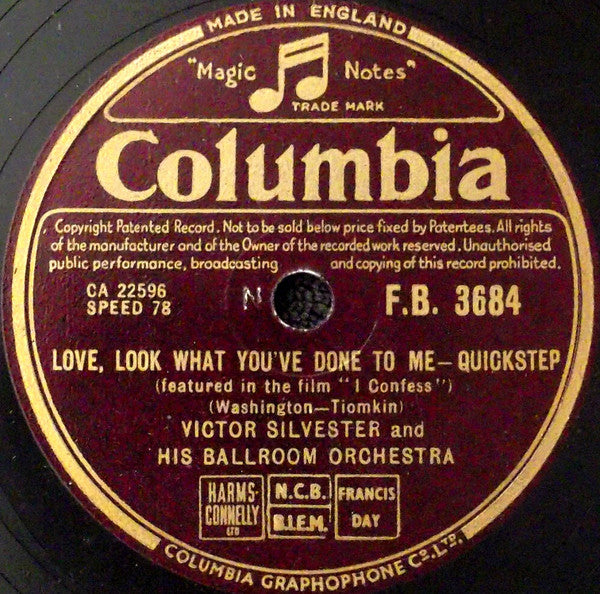 MADE IN ENGLAND
"Magic Notes"
TRADE MARK
Columbia
Copyright Patented Record. Not to be sold below price fixed by Patentees. All rights
of the manufacturer and of the Owner of the recorded work reserved. Unauthorised
public performance, broadcasting and copying of this record prohibited.
CA 22596
SPEED 78
N
F.B. 3684
LOVE, LOOK WHAT YOU'VE DONE TO ME—QUICKSTEP
(featured in the film "I Confess")
(Washington—Tiomkin)
VICTOR SILVESTER and
HIS BALLROOM ORCHESTRA
HARMS-
CONNELLY
LTD
N.C.B.
B.I.E.M.
FRANCIS
DAY
COLUMBIA GRAPHOPHONE CO. LTD.